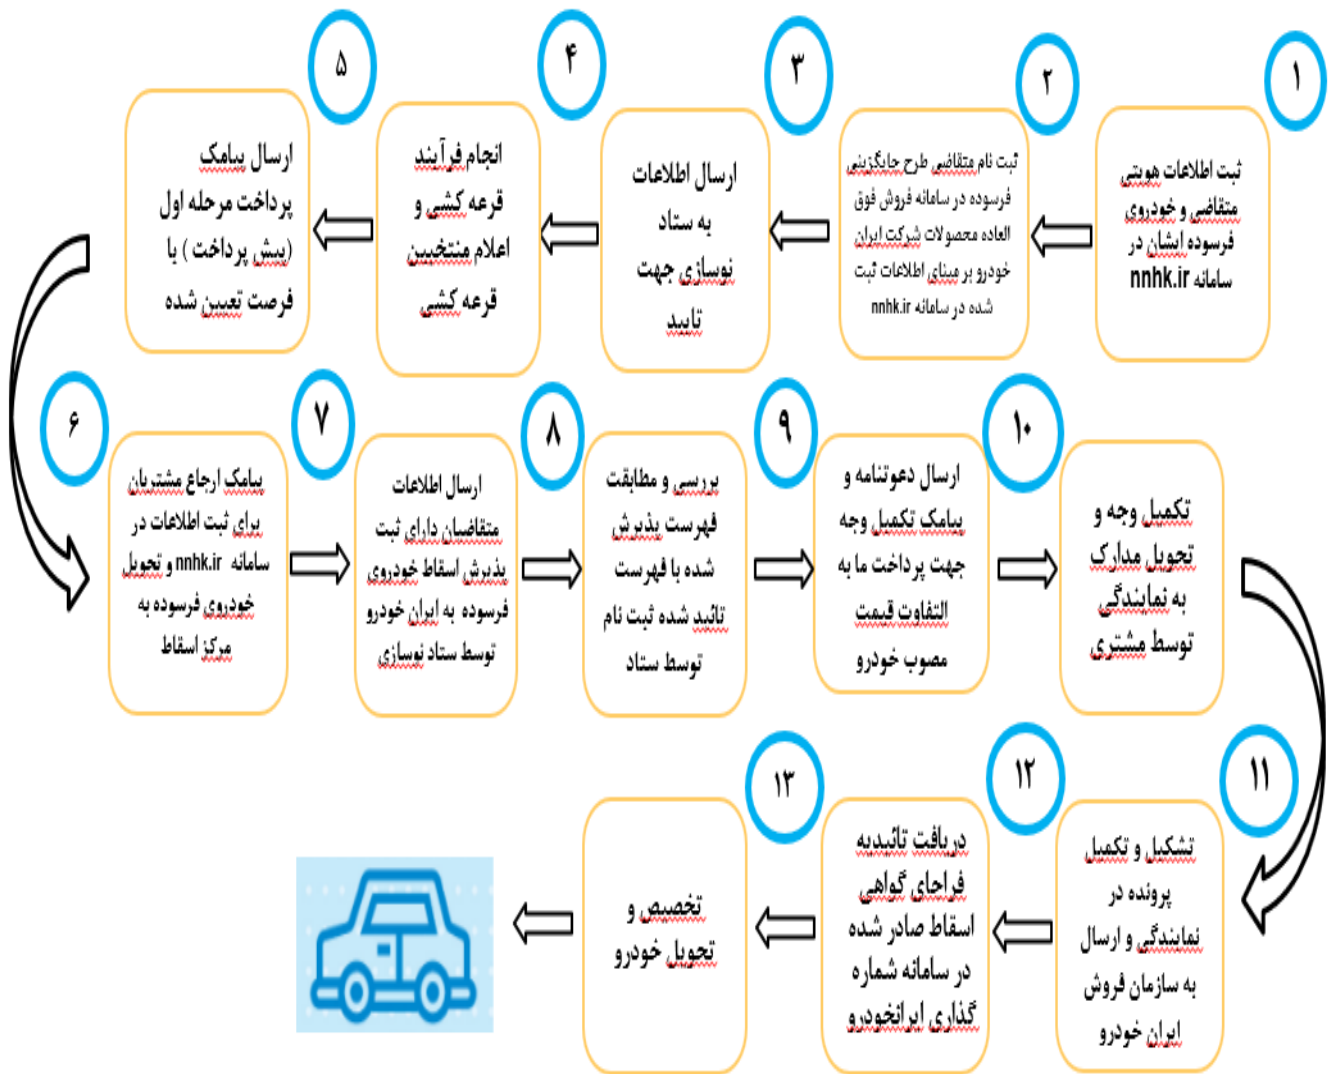 ۱
ثبت اطلاعات هویتی
متقاضی و خودروی
فرسوده ایشان در
سامانه nnhk.ir
۲
ثبت نام متقاضی طرح جایگزینی
فرسوده در سامانه فروش فوق
العاده محصولات شرکت ایران
خودرو بر مبنای اطلاعات ثبت
شده در سامانه nnhk.ir
۳
ارسال اطلاعات
به ستاد
نوسازی جهت
تایید
۴
انجام فرآیند
قرعه کشی و
اعلام منتخبین
قرعه کشی
۵
ارسال پیامک
پرداخت مرحله اول
(پیش پرداخت ) با
فرصت تعیین شده
۶
پیامک ارجاع مشتریان
برای ثبت اطلاعات در
سامانه nnhk.ir و تحویل
خودروی فرسوده به
مرکز اسقاط
۷
ارسال اطلاعات
متقاضیان دارای ثبت
پذیرش اسقاط خودروی
فرسوده به ایران خودرو
توسط ستاد نوسازی
۸
بررسی و مطابقت
فهرست پذیرش
شده با فهرست
تائید شده ثبت نام
توسط ستاد
۹
ارسال دعوتنامه و
پیامک تکمیل وجه
جهت پرداخت ما به
التفاوت قیمت
مصوب خودرو
۱۰
تکمیل وجه و
تحویل مدارک
به نمایندگی
توسط مشتری
۱۱
تشکیل و تکمیل
پرونده در
نمایندگی و ارسال
به سازمان فروش
ایران خودرو
۱۲
دریافت تائیدیه
فراجای گواهی
اسقاط صادر شده
در سامانه شماره
گذاری ایرانخودرو
۱۳
تخصیص و
تحویل خودرو